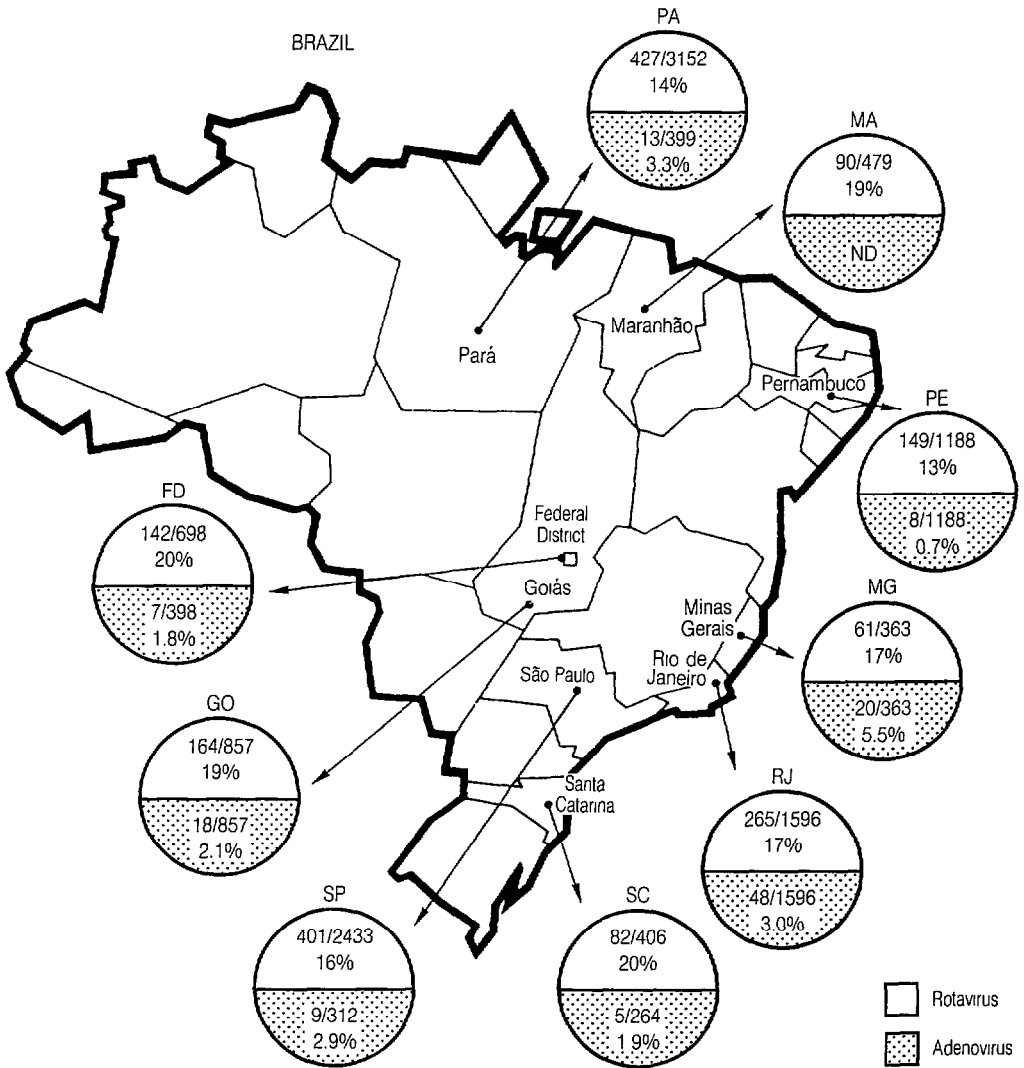 BRAZIL
PA
427/3152
14%
13/399
3.3%
MA
90/479
19%
ND
Maranhão
Pará
Pernambuco
PE
149/1188
13%
8/1188
0.7%
FD
142/698
20%
7/398
1.8%
Federal
District
Goiás
Minas
Gerais
MG
61/363
17%
20/363
5.5%
Rio de
Janeiro
São Paulo
GO
164/857
19%
18/857
2.1%
RJ
265/1596
17%
48/1596
3.0%
Santa
Catarina
SP
401/2433
16%
9/312
2.9%
SC
82/406
20%
5/264
1 9%
Rotavirus
Adenovirus